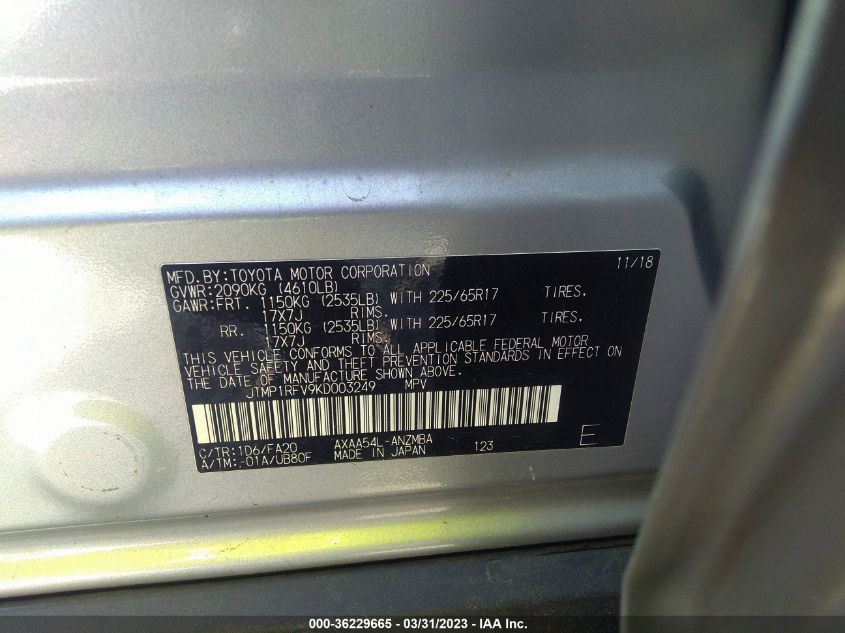 MFD.BY:TOYOTA MOTOR CORPORATION 11/18
GVWR:2090KG (4610LB)
GAWR:FRT. 1150KG (2535LB) WITH 225/65R17 TIRES.
17X7J RIMS.
RR. 1150KG (2535LB) WITH 225/65R17 TIRES.
17X7J RIMS.
THIS VEHICLE CONFORMS TO ALL APPLICABLE FEDERAL MOTOR
VEHICLE SAFETY AND THEFT PREVENTION STANDARDS IN EFFECT ON
THE DATE OF MANUFACTURE SHOWN ABOVE.
JTMP1RFV9KD003249 MPV
C/TR:1D6/FA20 AXAA54L-ANZMBA 123 E
A/TM:-01A/UB80F MADE IN JAPAN
000-36229665 - 03/31/2023 - IAA Inc.